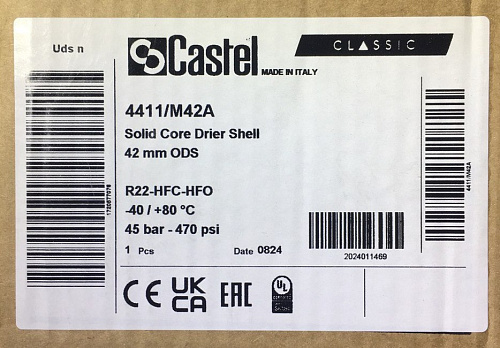 Uds n
Castel
MADE IN ITALY
CLASSIC
4411/M42A
Solid Core Drier Shell
42 mm ODS
R22-HFC-HFO
-40 / +80 °C
45 bar - 470 psi
1 Pcs
Date 0824
2024011469
4411/M42A
CE
UK
CA
EAC
UL